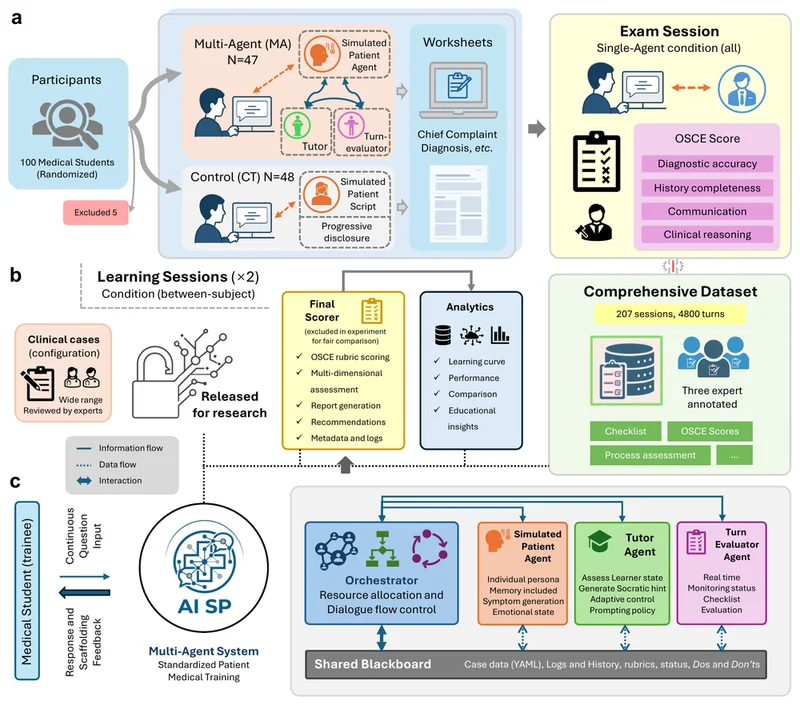 a
Participants
100 Medical Students
(Randomized)
Excluded 5
Multi-Agent (MA)
N=47
Simulated
Patient
Agent
Tutor
Turn-
evaluator
Control (CT) N=48
Simulated
Patient
Script
Progressive
disclosure
Worksheets
Chief Complaint
Diagnosis, etc.
Exam Session
Single-Agent condition (all)
OSCE Score
Diagnostic accuracy
History completeness
Communication
Clinical reasoning
b
Learning Sessions (×2)
Condition (between-subject)
Clinical cases
(configuration)
Wide range
Reviewed by experts
Released
for research
Final
Scorer
(excluded in experiment
for fair comparison)
✓ OSCE rubric scoring
✓ Multi-dimensional
assessment
✓ Report generation
✓ Recommendations
✓ Metadata and logs
Analytics
✓ Learning curve
✓ Performance
✓ Comparison
✓ Educational
insights
Comprehensive Dataset
207 sessions, 4800 turns
Three expert
annotated
Checklist
OSCE Scores
Process assessment
...
Information flow
Data flow
Interaction
c
Medical Student (trainee)
Continuous
Question
Input
Response and
Scaffolding
Feedback
AI SP
Multi-Agent System
Standardized Patient
Medical Training
Orchestrator
Resource allocation and
Dialogue flow control
Simulated
Patient
Agent
Individual persona
Memory included
Symptom generation
Emotional state
Tutor
Agent
Assess Learner state
Generate Socratic hint
Adaptive control
Prompting policy
Turn
Evaluator
Agent
Real time
Monitoring status
Checklist
Evaluation
Shared Blackboard
Case data (YAML), Logs and History, rubrics, status, Dos and Don'ts